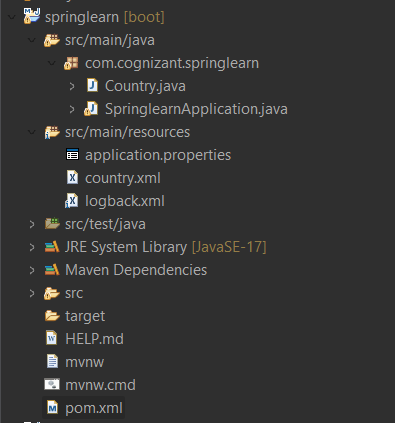 springlearn [boot]
src/main/java
com.cognizant.springlearn
Country.java
SpringlearnApplication.java
src/main/resources
application.properties
country.xml
logback.xml
src/test/java
JRE System Library [JavaSE-17]
Maven Dependencies
src
target
HELP.md
mvnw
mvnw.cmd
pom.xml